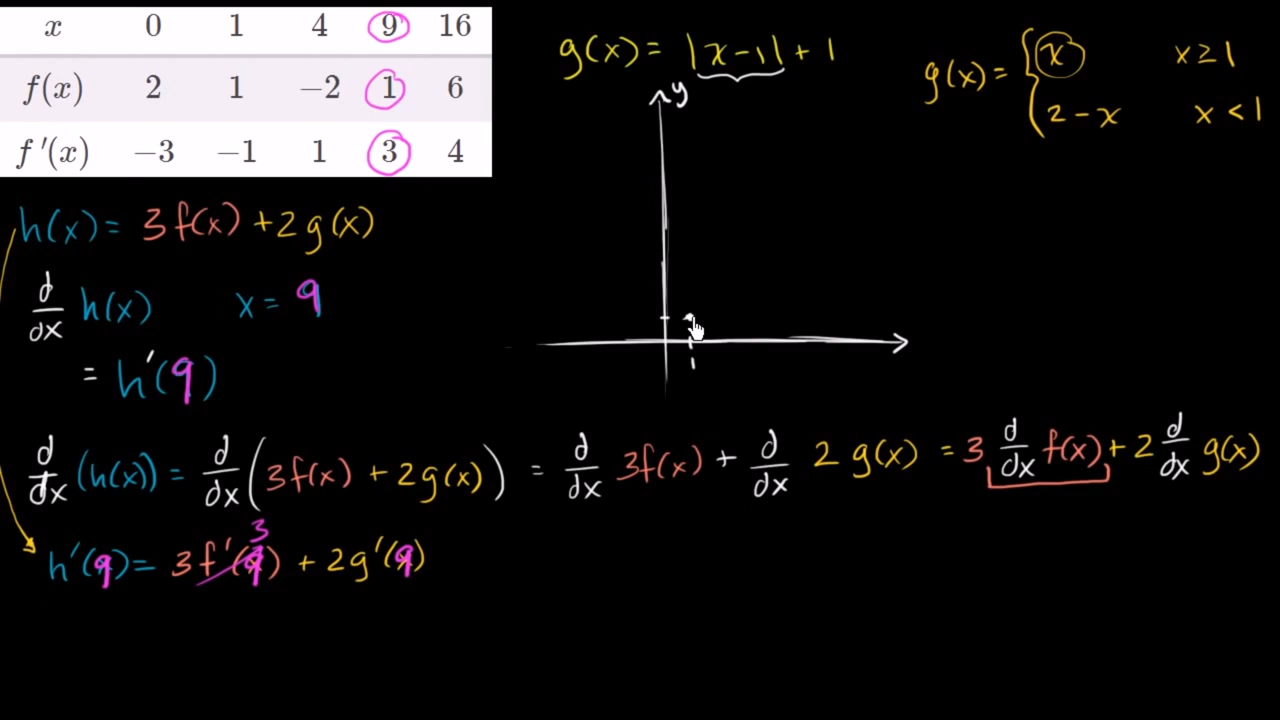 x 0 1 4 9 16
f(x) 2 1 −2 1 6
f′(x) −3 −1 1 3 4
g(x) = |x-1| + 1
g(x) = { x x ≥ 1
2 - x x < 1
y
1
h(x) = 3f(x) + 2g(x)
d/dx h(x) x = 9
= h'(9)
d/dx (h(x)) = d/dx (3f(x) + 2g(x)) = d/dx 3f(x) + d/dx 2g(x) = 3 d/dx f(x) + 2 d/dx g(x)
3
h'(9) = 3f'(9) + 2g'(9)